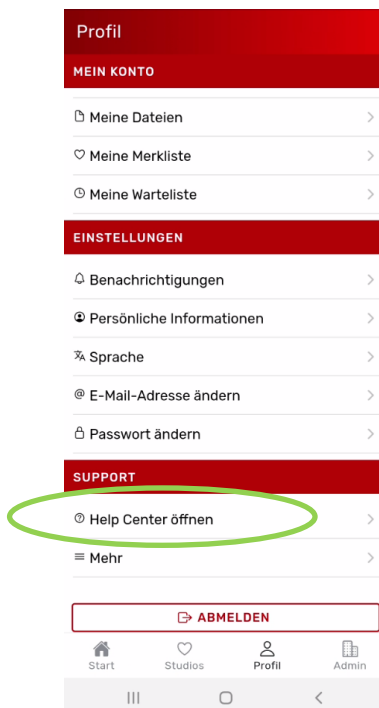 Profil
MEIN KONTO
Meine Dateien
Meine Merkliste
Meine Warteliste
EINSTELLUNGEN
Benachrichtigungen
Persönliche Informationen
Sprache
E-Mail-Adresse ändern
Passwort ändern
SUPPORT
Help Center öffnen
Mehr
ABMELDEN
Start Studios Profil Admin